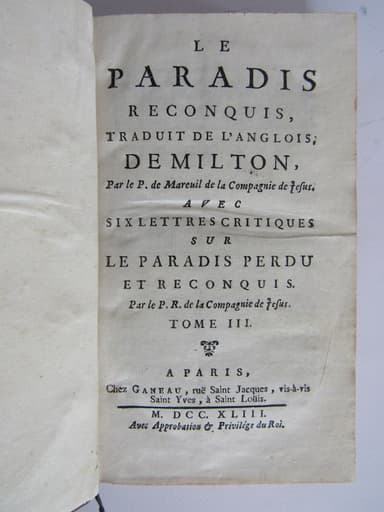 LE
PARADIS
RECONQUIS,
TRADUIT DE L'ANGLOIS,
DE MILTON,
Par le P. de Mareuil de la Compagnie de Jesus.
AVEC
SIX LETTRES CRITIQUES
SUR
LE PARADIS PERDU
ET RECONQUIS.
Par le P. R. de la Compagnie de Jesus.
TOME III.
A PARIS,
Chez GANEAU, ruë Saint Jacques, vis-à-vis
Saint Yves, à Saint Loüis.
M. DCC. XLIII.
Avec Approbation & Privilége du Roi.